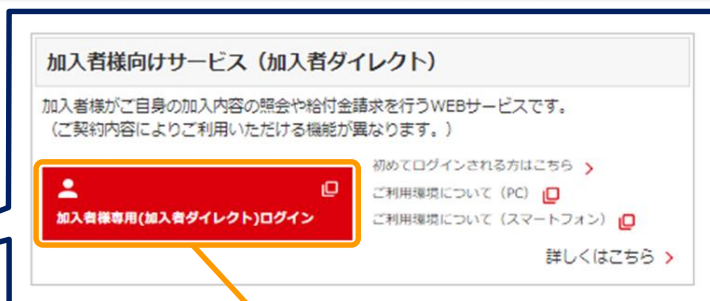 加入者様向けサービス（加入者ダイレクト）
加入者様がご自身の加入内容の照会や給付金請求を行うWEBサービスです。
（ご契約内容によりご利用いただける機能が異なります。）
加入者様専用(加入者ダイレクト)ログイン
初めてログインされる方はこちら
ご利用環境について（PC）
ご利用環境について（スマートフォン）
詳しくはこちら